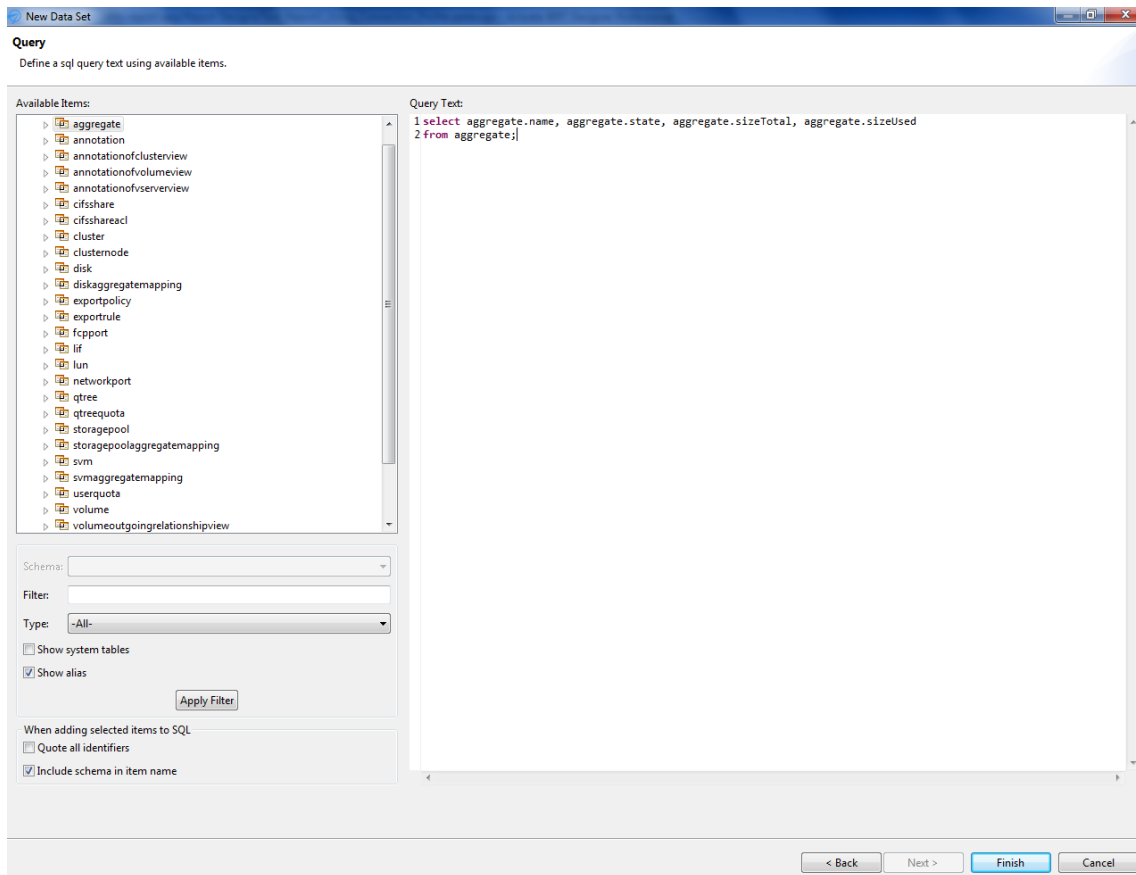 New Data Set
Query
Define a sql query text using available items.
Available Items:
aggregate
annotation
annotationofclusterview
annotationofvolumeview
annotationofvserverview
cifsshare
cifsshareacl
cluster
clusternode
disk
diskaggregatemapping
exportpolicy
exportrule
fcpport
lif
lun
networkport
qtree
qtreequota
storagepool
storagepoolaggregatemapping
svm
svmaggregatemapping
userquota
volume
volumeoutgoingrelationshipview
Schema:
Filter:
Type: -All-
Show system tables
Show alias
Apply Filter
When adding selected items to SQL
Quote all identifiers
Include schema in item name
Query Text:
1 select aggregate.name, aggregate.state, aggregate.sizeTotal, aggregate.sizeUsed
2 from aggregate;
< Back Next > Finish Cancel